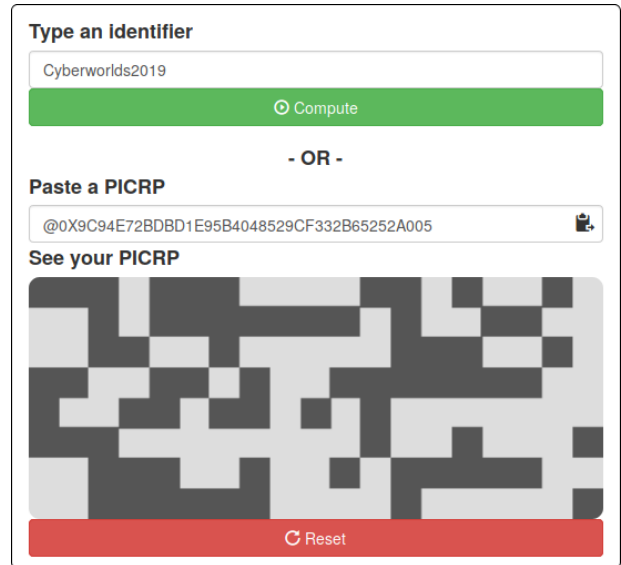 Type an identifier
Cyberworlds2019
Compute
- OR -
Paste a PICRP
@0X9C94E72BDBD1E95B4048529CF332B65252A005
See your PICRP
Reset